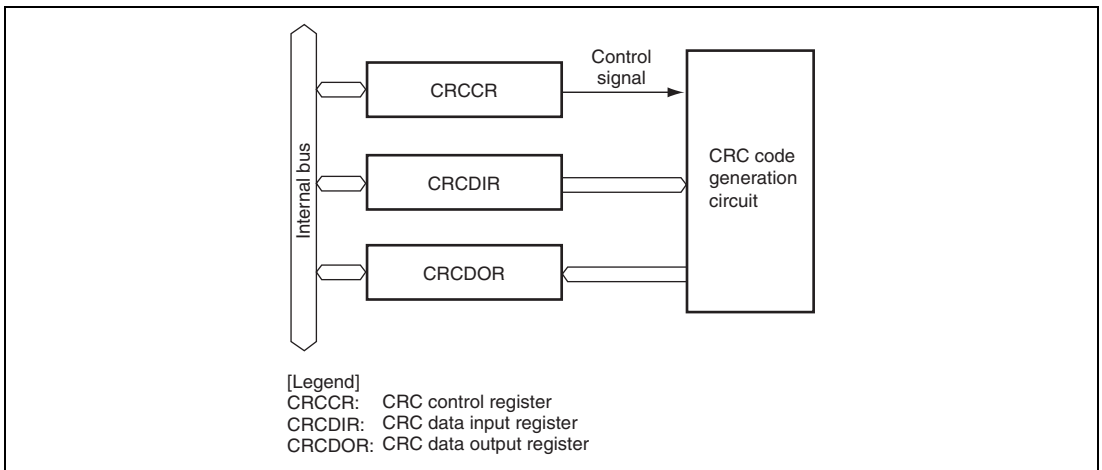 Control
signal
CRCCR
Internal bus
CRCDIR
CRC code
generation
circuit
CRCDOR
[Legend]
CRCCR: CRC control register
CRCDIR: CRC data input register
CRCDOR: CRC data output register